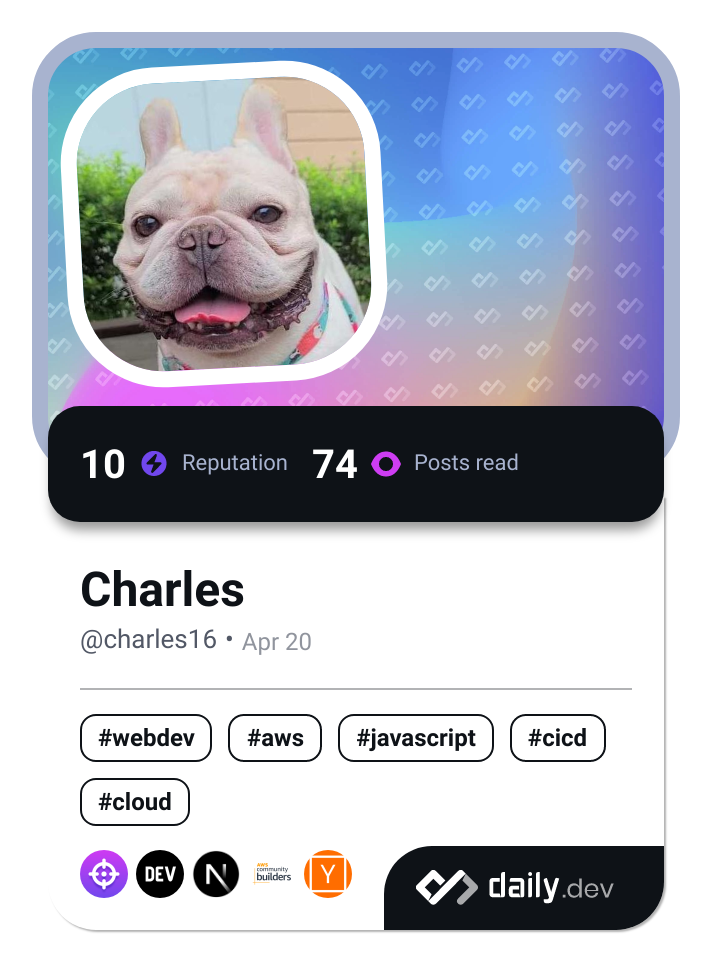 10 Reputation 74 Posts read
Charles
@charles16 • Apr 20
#webdev #aws #javascript #cicd
#cloud
DEV N aws community builders Y
daily.dev